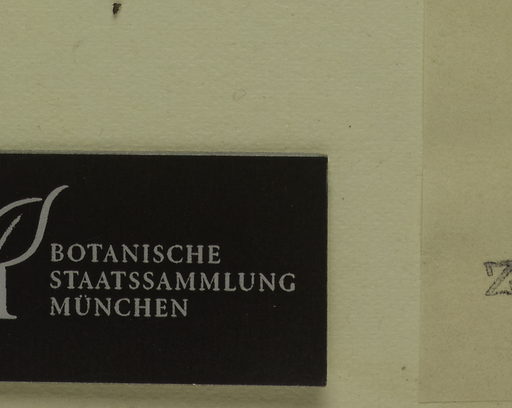 BOTANISCHE
STAATSSAMMLUNG
MÜNCHEN